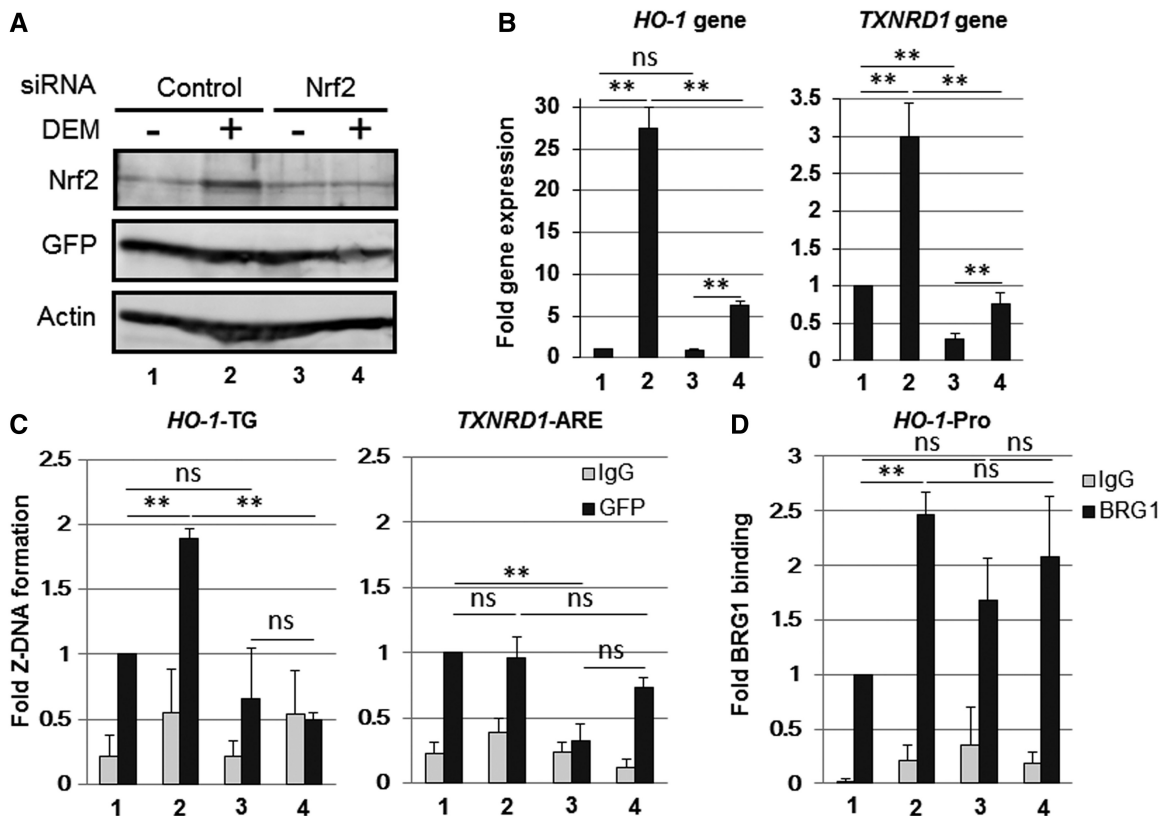 A
siRNA Control Nrf2
DEM - + - +
Nrf2
GFP
Actin
1 2 3 4
B
HO-1 gene
ns
** **
**
Fold gene expression
30
25
20
15
10
5
0
1 2 3 4
TXNRD1 gene
**
** **
**
3.5
3
2.5
2
1.5
1
0.5
0
1 2 3 4
C
HO-1-TG
ns
** **
ns
Fold Z-DNA formation
2.5
2
1.5
1
0.5
0
1 2 3 4
TXNRD1-ARE
IgG
GFP
**
ns ns
ns
2.5
2
1.5
1
0.5
0
1 2 3 4
D
HO-1-Pro
ns ns
** ns
IgG
BRG1
Fold BRG1 binding
3
2.5
2
1.5
1
0.5
0
1 2 3 4